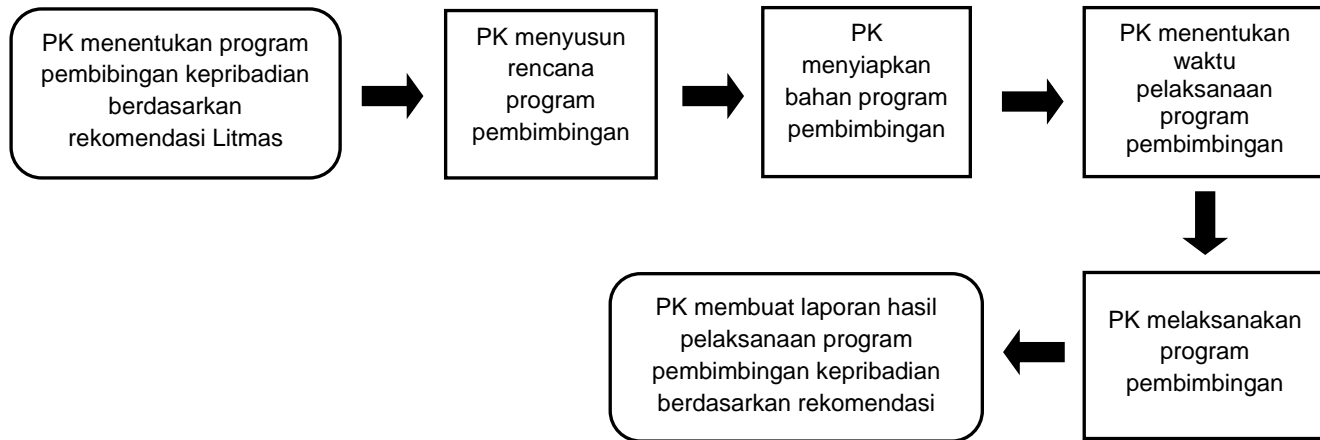 PK menentukan program
pembibingan kepribadian
berdasarkan
rekomendasi Litmas
PK menyusun
rencana
program
pembimbingan
PK
menyiapkan
bahan program
pembimbingan
PK menentukan
waktu
pelaksanaan
program
pembimbingan
PK melaksanakan
program
pembimbingan
PK membuat laporan hasil
pelaksanaan program
pembimbingan kepribadian
berdasarkan rekomendasi